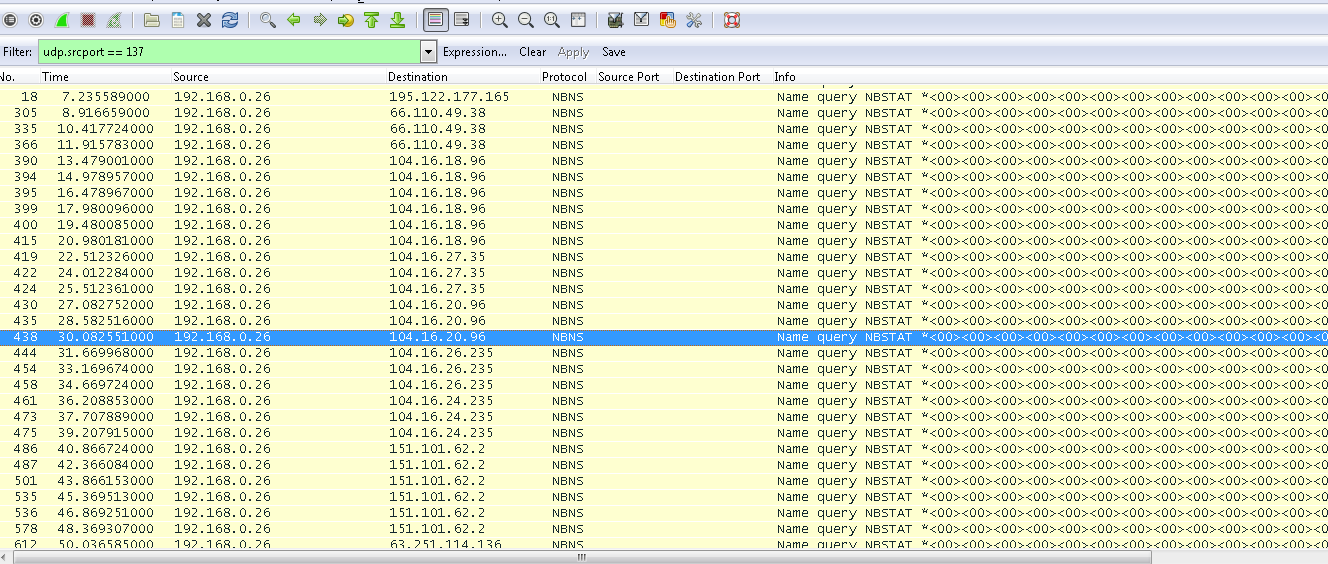 Filter: udp.srcport == 137 Expression... Clear Apply Save
No. Time Source Destination Protocol Source Port Destination Port Info
18 7.235589000 192.168.0.26 195.122.177.165 NBNS Name query NBSTAT *<00><00><00><00><00><00><00><00><00><00><00><00><0
305 8.916659000 192.168.0.26 66.110.49.38 NBNS Name query NBSTAT *<00><00><00><00><00><00><00><00><00><00><00><00><0
335 10.417724000 192.168.0.26 66.110.49.38 NBNS Name query NBSTAT *<00><00><00><00><00><00><00><00><00><00><00><00><0
366 11.915783000 192.168.0.26 66.110.49.38 NBNS Name query NBSTAT *<00><00><00><00><00><00><00><00><00><00><00><00><0
390 13.479001000 192.168.0.26 104.16.18.96 NBNS Name query NBSTAT *<00><00><00><00><00><00><00><00><00><00><00><00><0
394 14.978957000 192.168.0.26 104.16.18.96 NBNS Name query NBSTAT *<00><00><00><00><00><00><00><00><00><00><00><00><0
395 16.478967000 192.168.0.26 104.16.18.96 NBNS Name query NBSTAT *<00><00><00><00><00><00><00><00><00><00><00><00><0
399 17.980096000 192.168.0.26 104.16.18.96 NBNS Name query NBSTAT *<00><00><00><00><00><00><00><00><00><00><00><00><0
400 19.480085000 192.168.0.26 104.16.18.96 NBNS Name query NBSTAT *<00><00><00><00><00><00><00><00><00><00><00><00><0
415 20.980181000 192.168.0.26 104.16.18.96 NBNS Name query NBSTAT *<00><00><00><00><00><00><00><00><00><00><00><00><0
419 22.512326000 192.168.0.26 104.16.27.35 NBNS Name query NBSTAT *<00><00><00><00><00><00><00><00><00><00><00><00><0
422 24.012284000 192.168.0.26 104.16.27.35 NBNS Name query NBSTAT *<00><00><00><00><00><00><00><00><00><00><00><00><0
424 25.512361000 192.168.0.26 104.16.27.35 NBNS Name query NBSTAT *<00><00><00><00><00><00><00><00><00><00><00><00><0
430 27.082752000 192.168.0.26 104.16.20.96 NBNS Name query NBSTAT *<00><00><00><00><00><00><00><00><00><00><00><00><0
435 28.582516000 192.168.0.26 104.16.20.96 NBNS Name query NBSTAT *<00><00><00><00><00><00><00><00><00><00><00><00><0
438 30.082551000 192.168.0.26 104.16.20.96 NBNS Name query NBSTAT *<00><00><00><00><00><00><00><00><00><00><00><00><0
444 31.669968000 192.168.0.26 104.16.26.235 NBNS Name query NBSTAT *<00><00><00><00><00><00><00><00><00><00><00><00><0
454 33.169674000 192.168.0.26 104.16.26.235 NBNS Name query NBSTAT *<00><00><00><00><00><00><00><00><00><00><00><00><0
458 34.669724000 192.168.0.26 104.16.26.235 NBNS Name query NBSTAT *<00><00><00><00><00><00><00><00><00><00><00><00><0
461 36.208853000 192.168.0.26 104.16.24.235 NBNS Name query NBSTAT *<00><00><00><00><00><00><00><00><00><00><00><00><0
473 37.707889000 192.168.0.26 104.16.24.235 NBNS Name query NBSTAT *<00><00><00><00><00><00><00><00><00><00><00><00><0
475 39.207915000 192.168.0.26 104.16.24.235 NBNS Name query NBSTAT *<00><00><00><00><00><00><00><00><00><00><00><00><0
486 40.866724000 192.168.0.26 151.101.62.2 NBNS Name query NBSTAT *<00><00><00><00><00><00><00><00><00><00><00><00><0
487 42.366084000 192.168.0.26 151.101.62.2 NBNS Name query NBSTAT *<00><00><00><00><00><00><00><00><00><00><00><00><0
501 43.866153000 192.168.0.26 151.101.62.2 NBNS Name query NBSTAT *<00><00><00><00><00><00><00><00><00><00><00><00><0
535 45.369513000 192.168.0.26 151.101.62.2 NBNS Name query NBSTAT *<00><00><00><00><00><00><00><00><00><00><00><00><0
536 46.869251000 192.168.0.26 151.101.62.2 NBNS Name query NBSTAT *<00><00><00><00><00><00><00><00><00><00><00><00><0
578 48.369307000 192.168.0.26 151.101.62.2 NBNS Name query NBSTAT *<00><00><00><00><00><00><00><00><00><00><00><00><0
612 50.036585000 192.168.0.26 63.251.114.136 NBNS Name query NBSTAT *<00><00><00><00><00><00><00><00><00><00><00><00><0